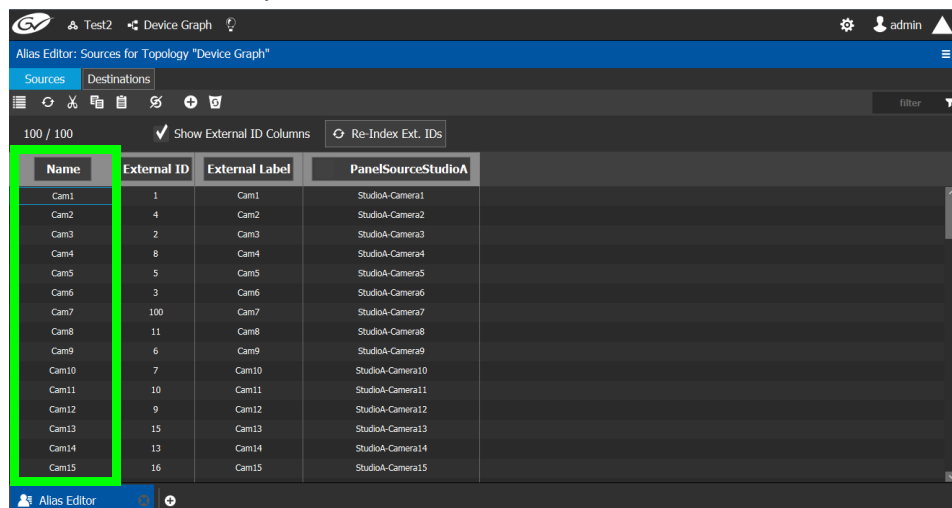 GV Test2 Device Graph admin
Alias Editor: Sources for Topology "Device Graph"
Sources Destinations
filter
100 / 100 Show External ID Columns Re-Index Ext. IDs
Name External ID External Label PanelSourceStudioA
Cam1 1 Cam1 StudioA-Camera1
Cam2 4 Cam2 StudioA-Camera2
Cam3 2 Cam3 StudioA-Camera3
Cam4 8 Cam4 StudioA-Camera4
Cam5 5 Cam5 StudioA-Camera5
Cam6 3 Cam6 StudioA-Camera6
Cam7 100 Cam7 StudioA-Camera7
Cam8 11 Cam8 StudioA-Camera8
Cam9 6 Cam9 StudioA-Camera9
Cam10 7 Cam10 StudioA-Camera10
Cam11 10 Cam11 StudioA-Camera11
Cam12 9 Cam12 StudioA-Camera12
Cam13 15 Cam13 StudioA-Camera13
Cam14 13 Cam14 StudioA-Camera14
Cam15 16 Cam15 StudioA-Camera15
Alias Editor